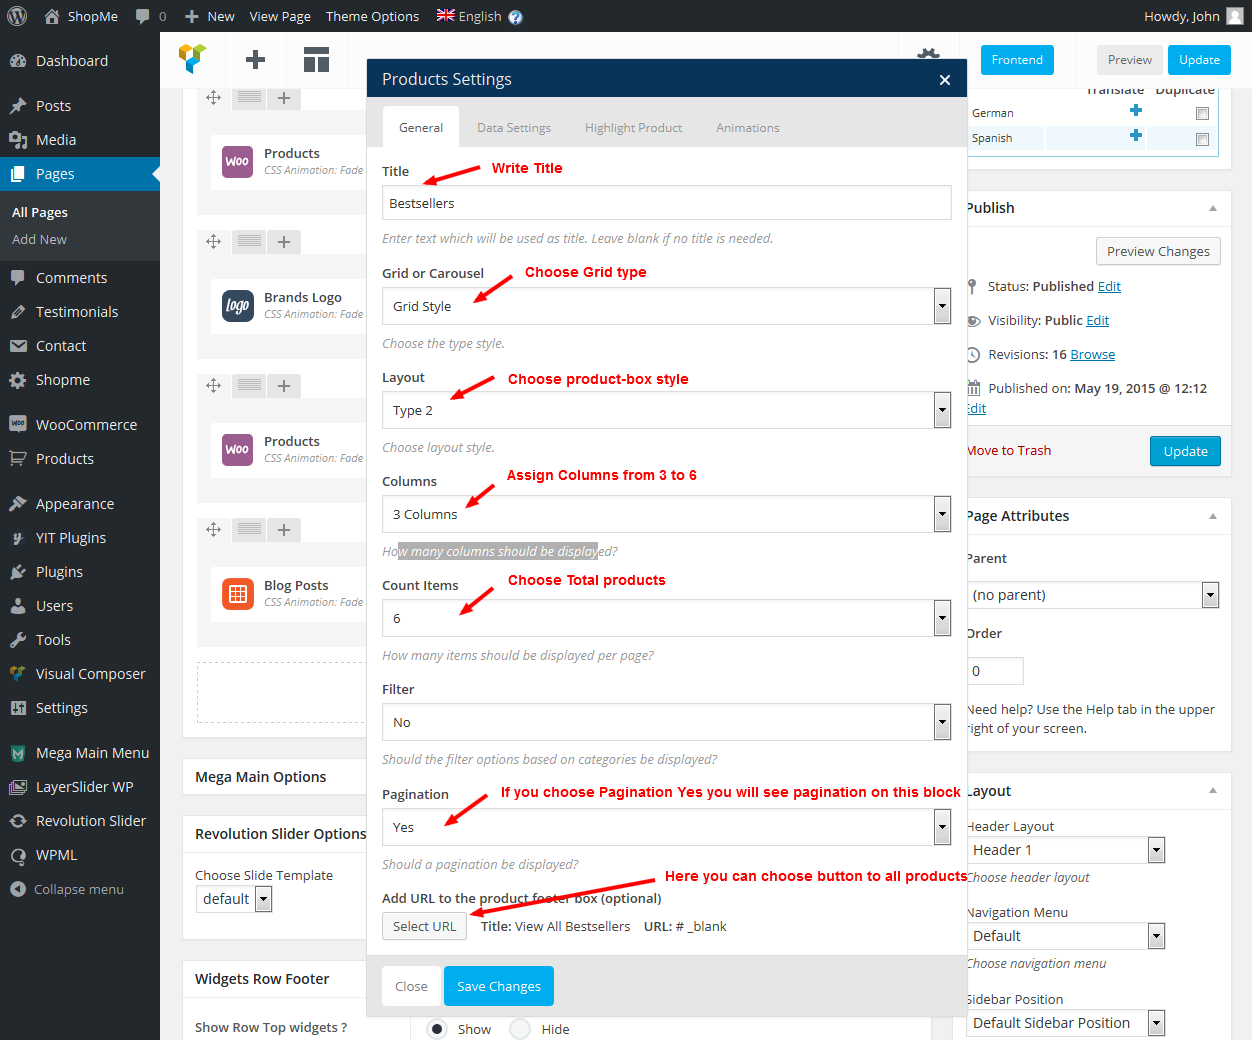 ShopMe
0
New
View Page
Theme Options
English
Howdy, John
Dashboard
Posts
Media
Pages
All Pages
Add New
Comments
Testimonials
Contact
Shopme
WooCommerce
Products
Appearance
YIT Plugins
Plugins
Users
Tools
Visual Composer
Settings
Mega Main Menu
LayerSlider WP
Revolution Slider
WPML
Collapse menu
Frontend
Preview
Update
Woo
Products
CSS Animation: Fade
logo
Brands Logo
CSS Animation: Fade
Woo
Products
CSS Animation: Fade
Blog Posts
CSS Animation: Fade
Mega Main Options
Revolution Slider Options
Choose Slide Template
default
Widgets Row Footer
Show Row Top widgets ?
Show
Hide
Products Settings
General
Data Settings
Highlight Product
Animations
Title
Write Title
Bestsellers
Enter text which will be used as title. Leave blank if no title is needed.
Grid or Carousel
Choose Grid type
Grid Style
Choose the type style.
Layout
Choose product-box style
Type 2
Choose layout style.
Columns
Assign Columns from 3 to 6
3 Columns
How many columns should be displayed?
Count Items
Choose Total products
6
How many items should be displayed per page?
Filter
No
Should the filter options based on categories be displayed?
Pagination
If you choose Pagination Yes you will see pagination on this block
Yes
Should a pagination be displayed?
Here you can choose button to all products
Add URL to the product footer box (optional)
Select URL
Title: View All Bestsellers
URL: # _blank
Close
Save Changes
Translate
Duplicate
German
Spanish
Publish
Preview Changes
Status: Published Edit
Visibility: Public Edit
Revisions: 16 Browse
Published on: May 19, 2015 @ 12:12
Edit
Move to Trash
Update
Page Attributes
Parent
(no parent)
Order
0
Need help? Use the Help tab in the upper
right of your screen.
Layout
Header Layout
Header 1
Choose header layout
Navigation Menu
Default
Choose navigation menu
Sidebar Position
Default Sidebar Position